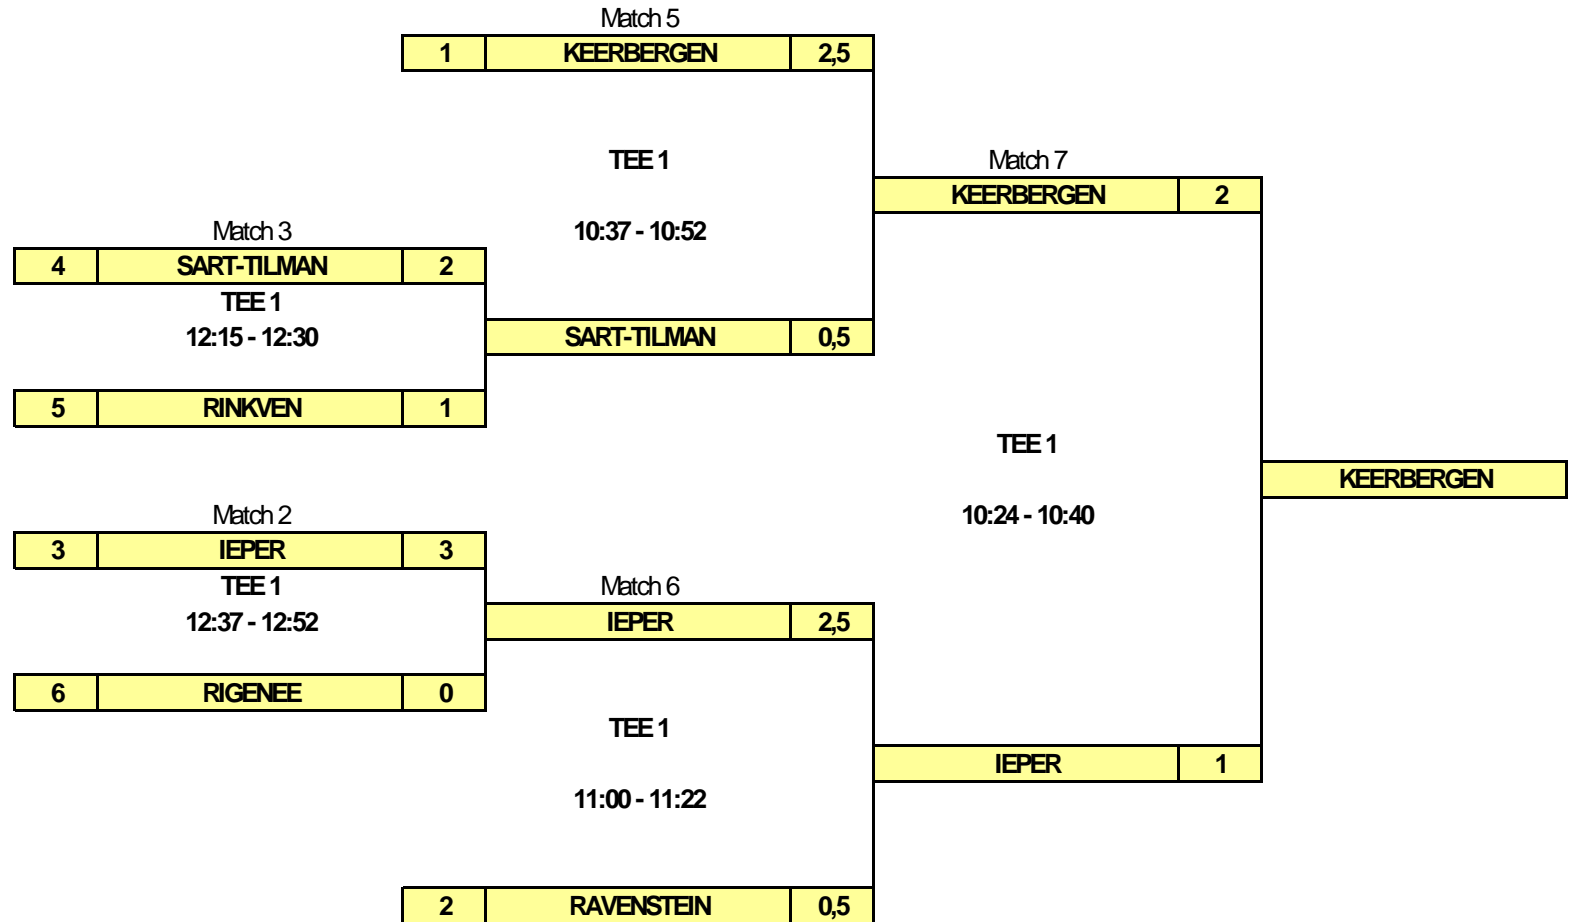 Match 5
1 KEERBERGEN 2,5
TEE 1 Match 7
KEERBERGEN 2
Match 3 10:37 - 10:52
4 SART-TILMAN 2
TEE 1
12:15 - 12:30 SART-TILMAN 0,5
5 RINKVEN 1
TEE 1
KEERBERGEN
Match 2 10:24 - 10:40
3 IEPER 3
TEE 1 Match 6
12:37 - 12:52 IEPER 2,5
6 RIGENEE 0
TEE 1
IEPER 1
11:00 - 11:22
2 RAVENSTEIN 0,5